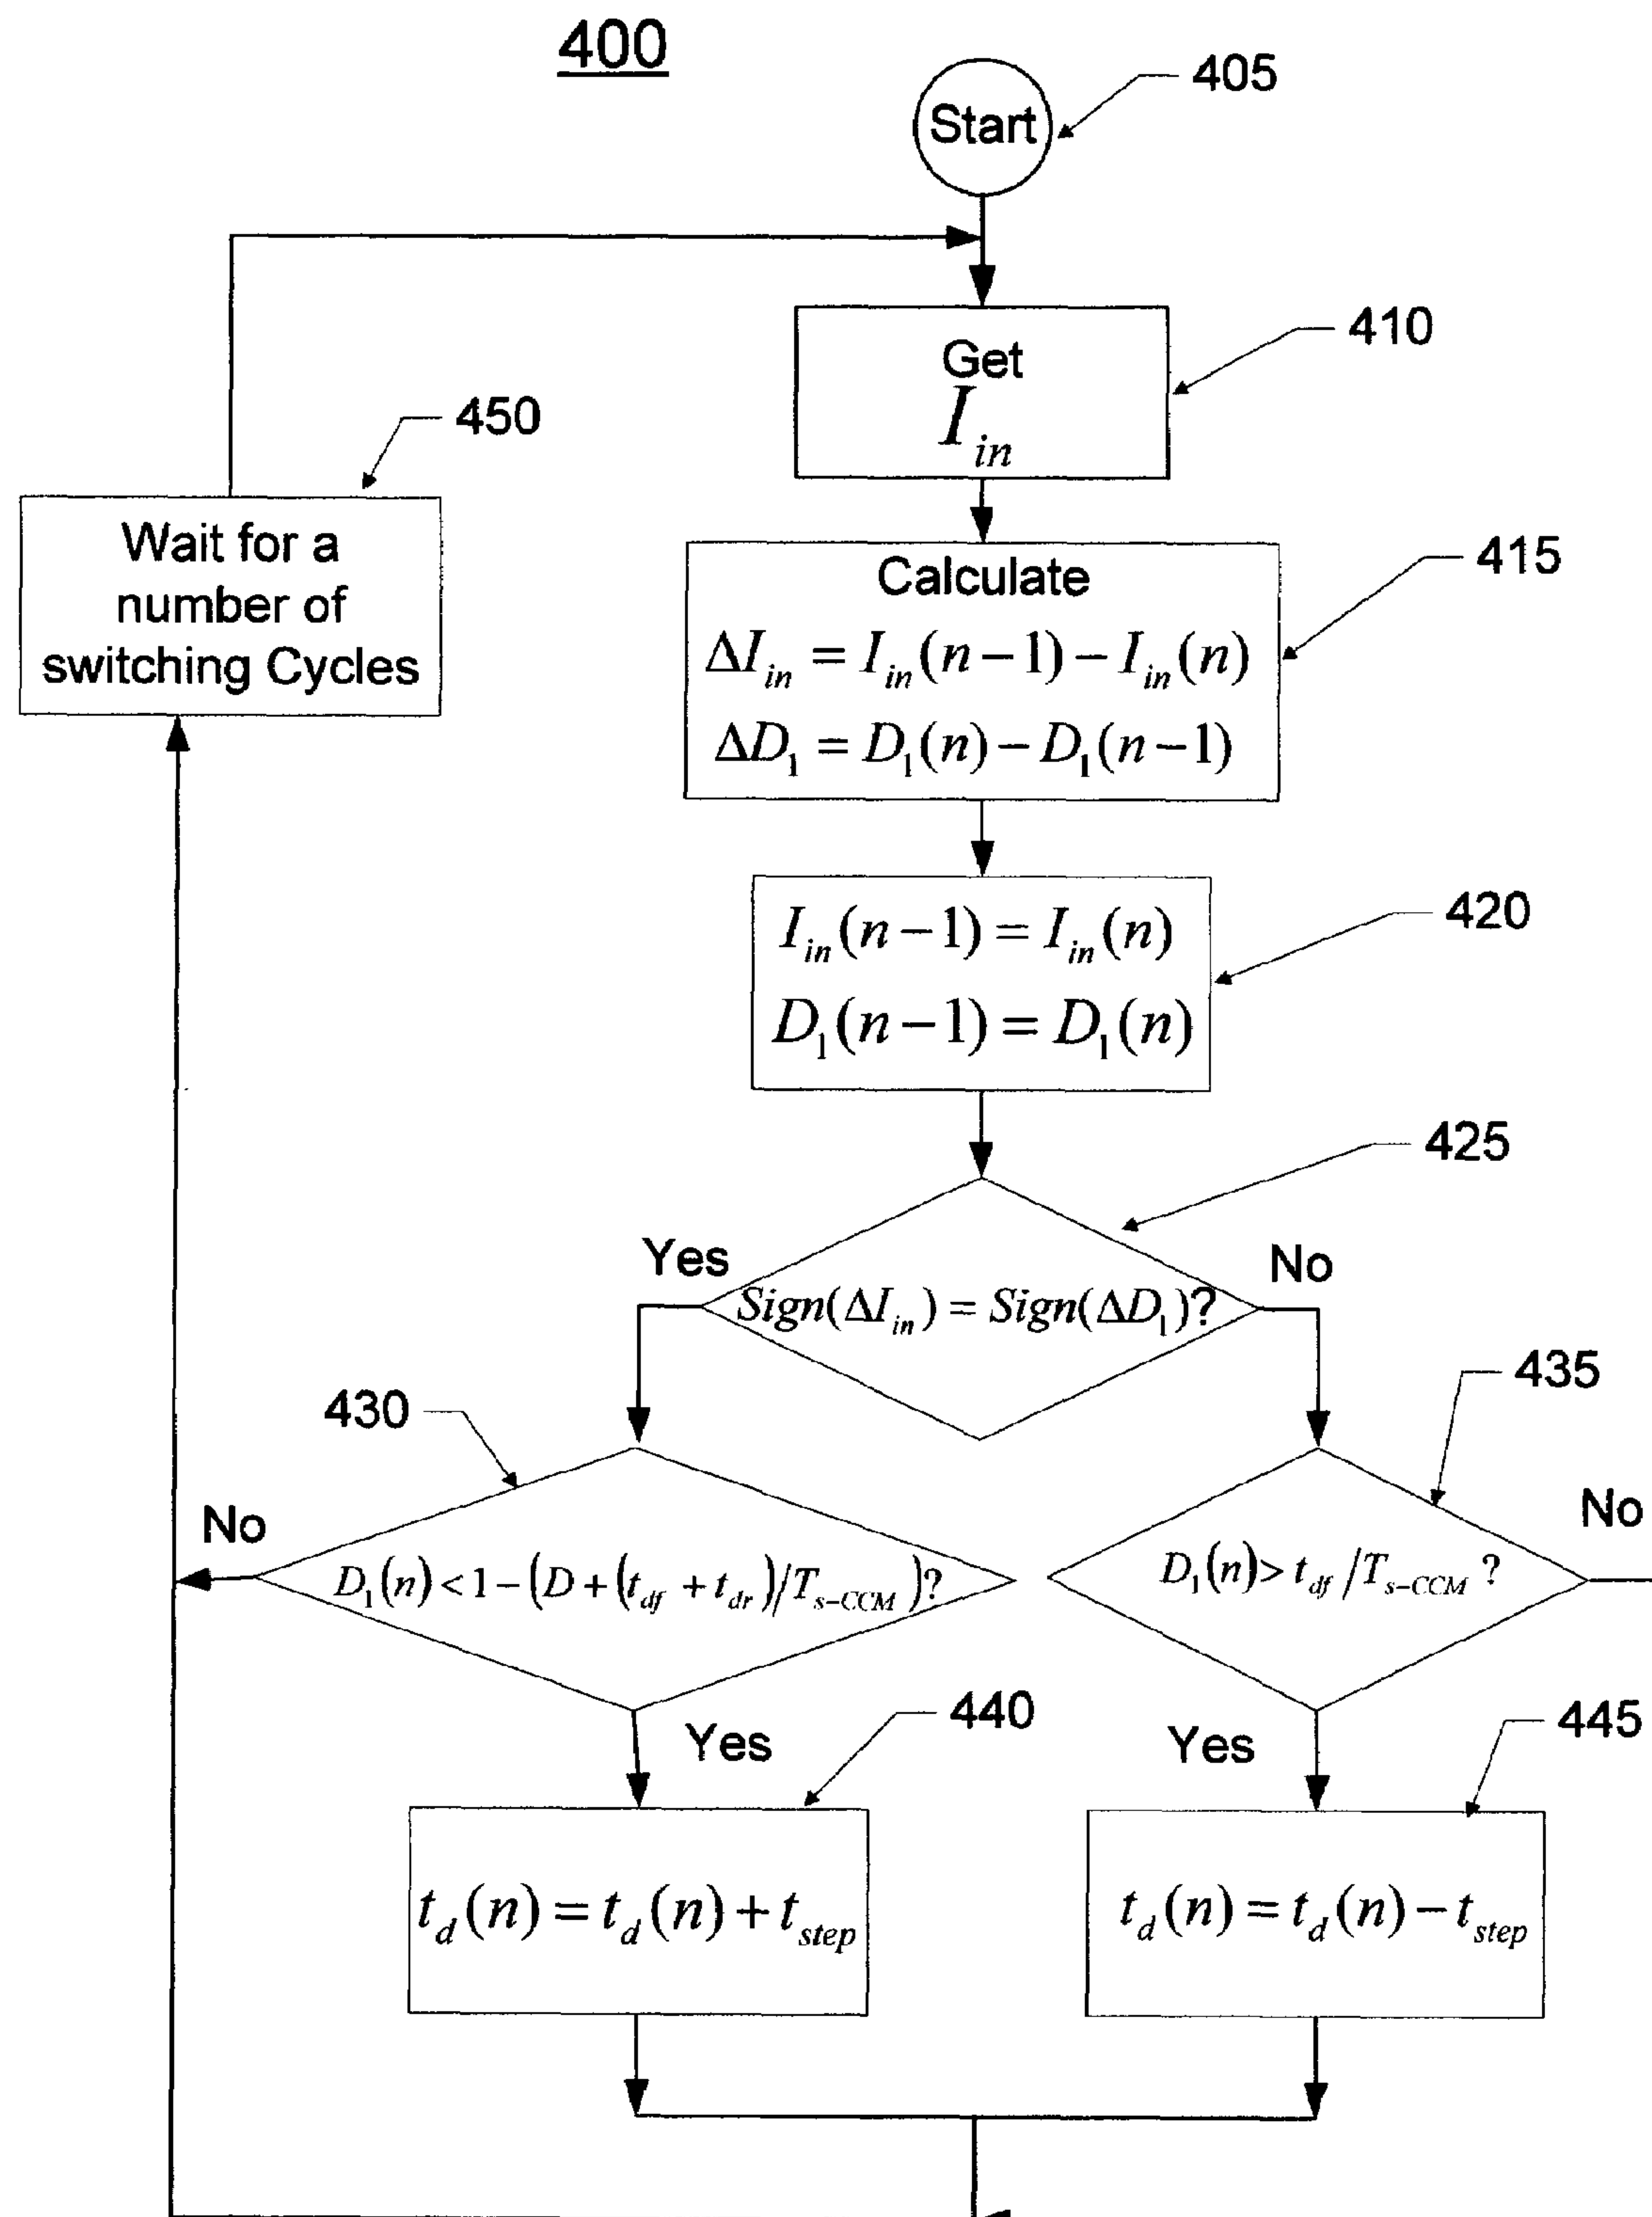 400
Start
405
Get
I_in
410
450
Wait for a
number of
switching Cycles
Calculate
ΔI_in = I_in(n−1) − I_in(n)
ΔD_1 = D_1(n) − D_1(n−1)
415
I_in(n−1) = I_in(n)
D_1(n−1) = D_1(n)
420
425
Yes
No
Sign(ΔI_in) = Sign(ΔD_1)?
430
435
No
D_1(n) < 1 − (D + (t_df + t_dr)/T_s−CCM)?
D_1(n) > t_df/T_s−CCM ?
No
Yes
440
Yes
445
t_d(n) = t_d(n) + t_step
t_d(n) = t_d(n) − t_step